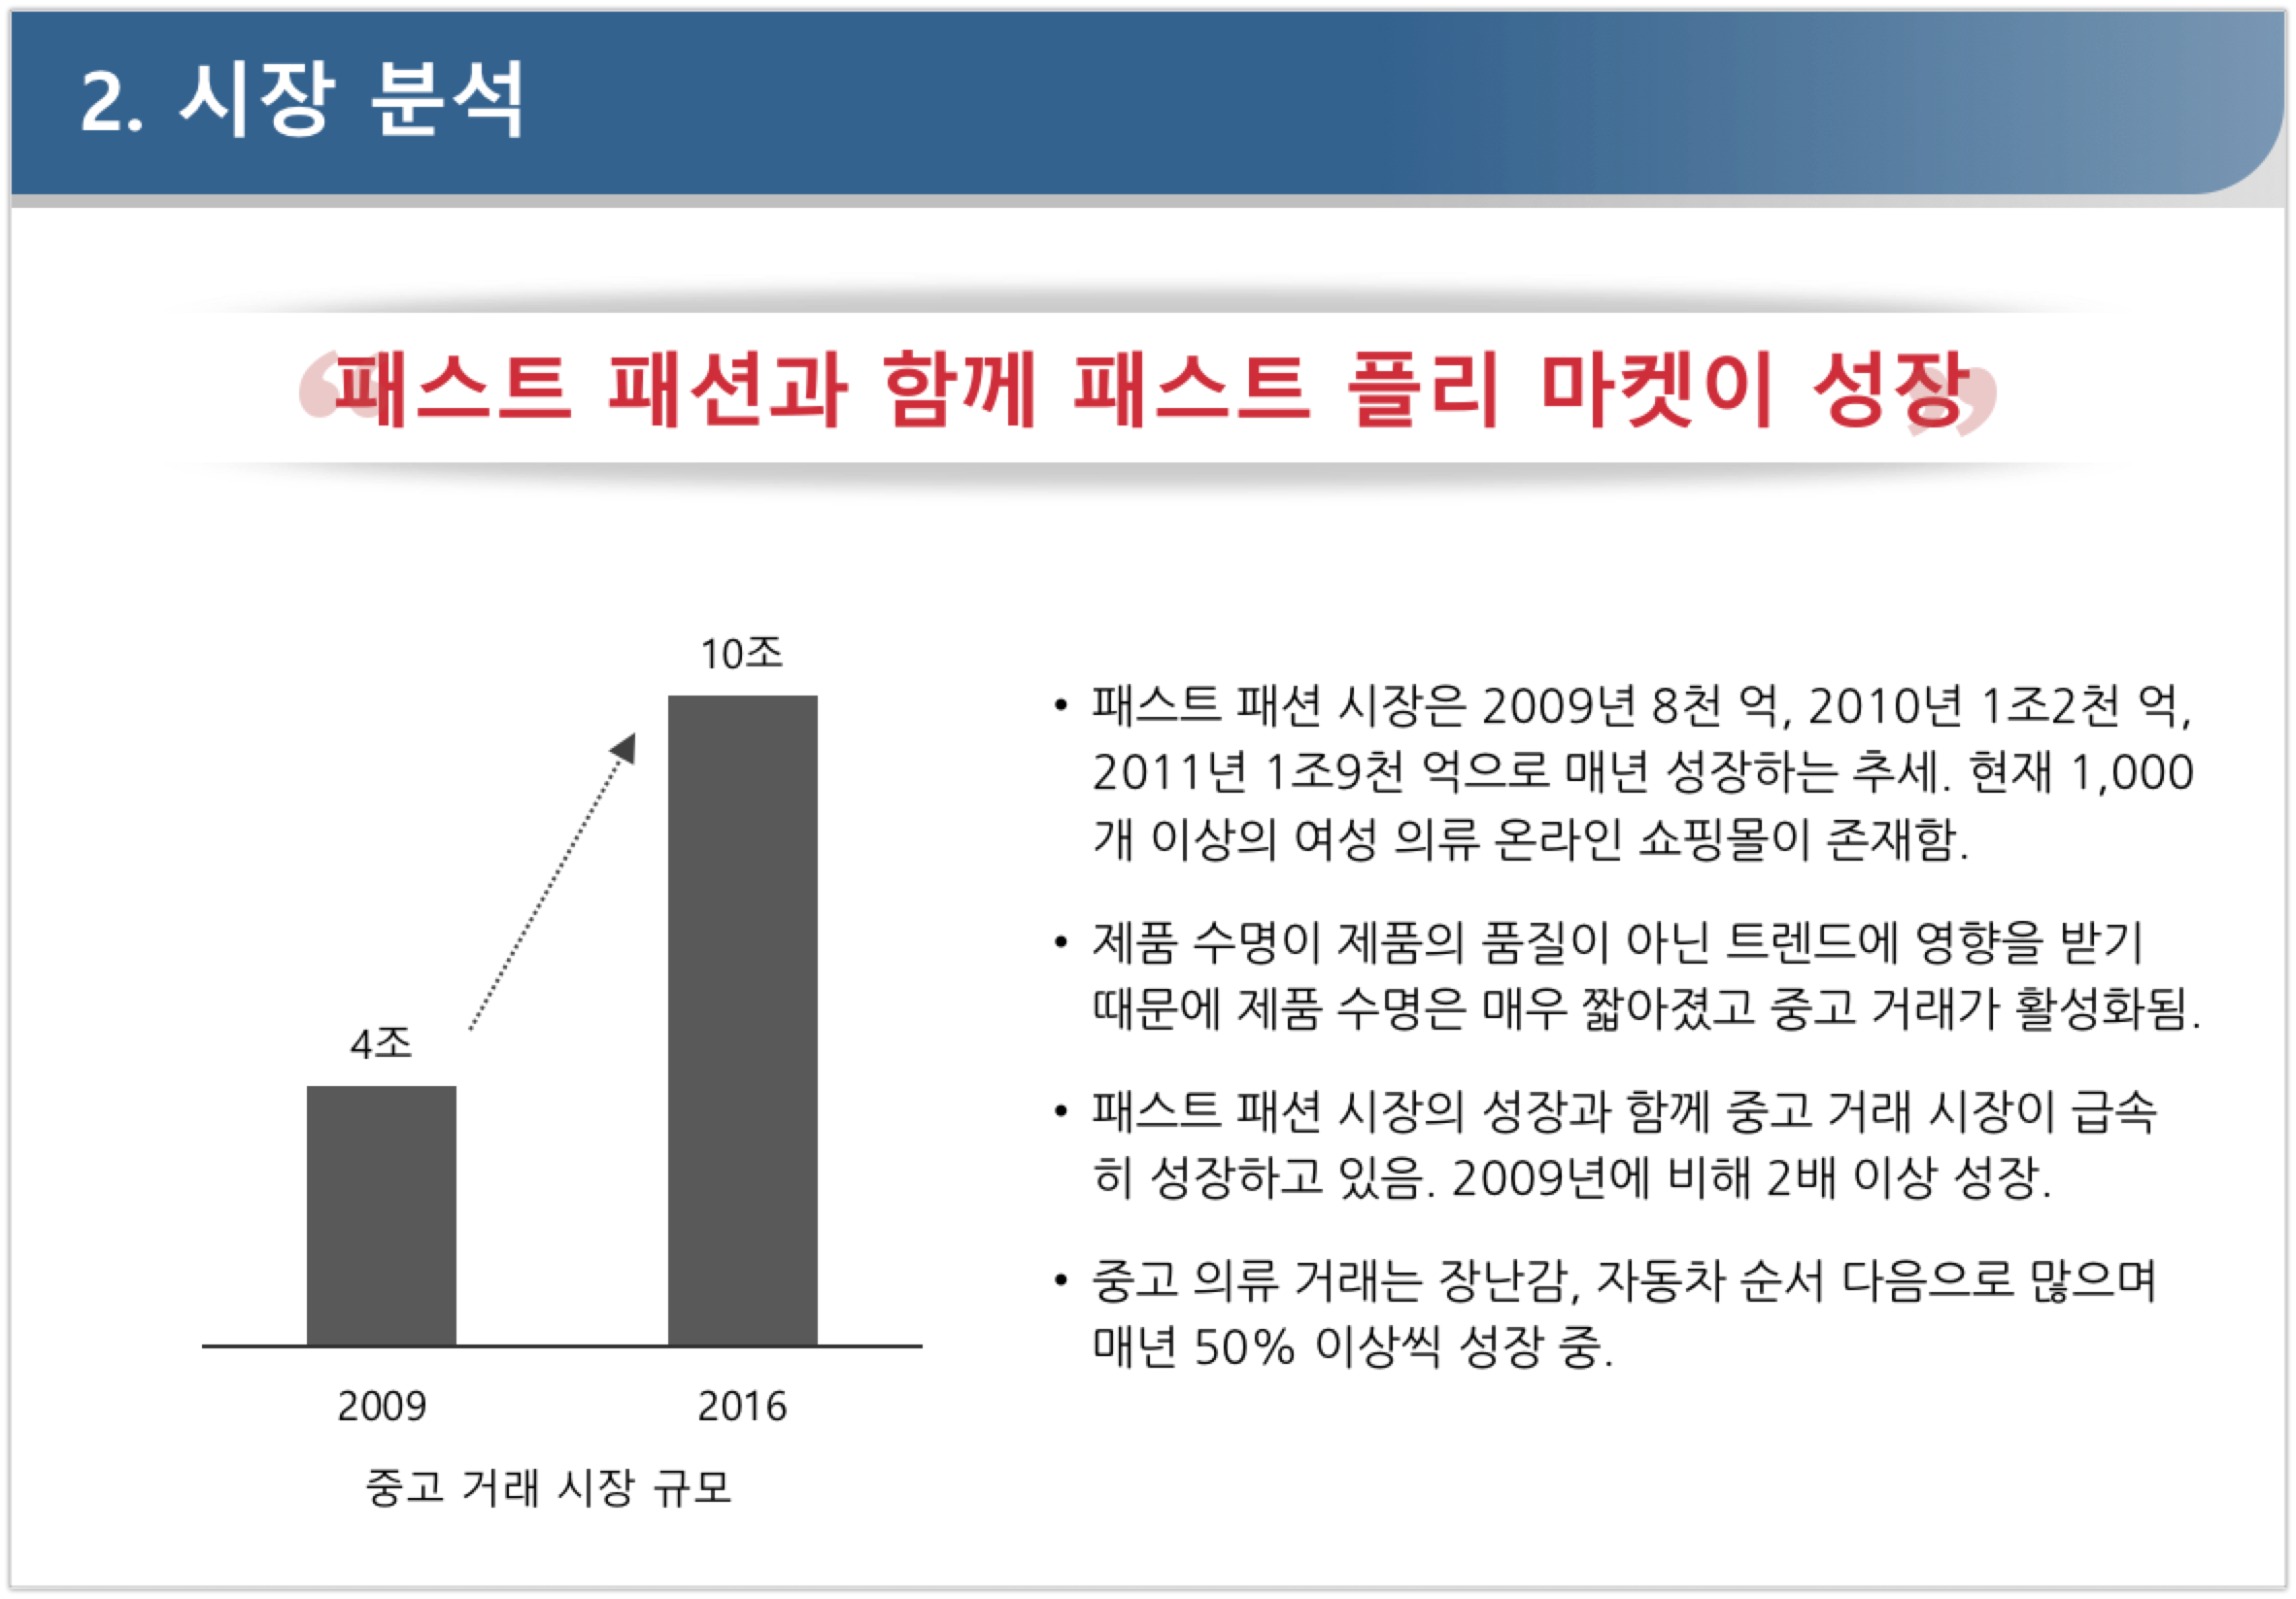 2. 시장 분석
“패스트 패션과 함께 패스트 플리 마켓이 성장”
10조
4조
2009 2016
중고 거래 시장 규모
• 패스트 패션 시장은 2009년 8천 억, 2010년 1조2천 억,
2011년 1조9천 억으로 매년 성장하는 추세. 현재 1,000
개 이상의 여성 의류 온라인 쇼핑몰이 존재함.
• 제품 수명이 제품의 품질이 아닌 트렌드에 영향을 받기
때문에 제품 수명은 매우 짧아졌고 중고 거래가 활성화됨.
• 패스트 패션 시장의 성장과 함께 중고 거래 시장이 급속
히 성장하고 있음. 2009년에 비해 2배 이상 성장.
• 중고 의류 거래는 장난감, 자동차 순서 다음으로 많으며
매년 50% 이상씩 성장 중.